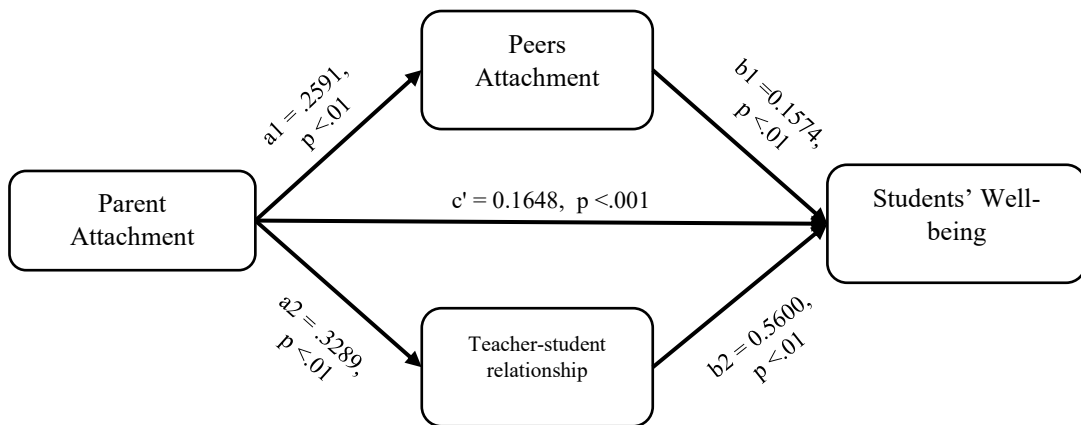 Peers
Attachment
a1 = .2591,
p <.01
b1 =0.1574,
p <.01
Parent
Attachment
c' = 0.1648,  p <.001
Students’ Well-
being
a2 = .3289,
p <.01
Teacher-student
relationship
b2 = 0.5600,
p <.01